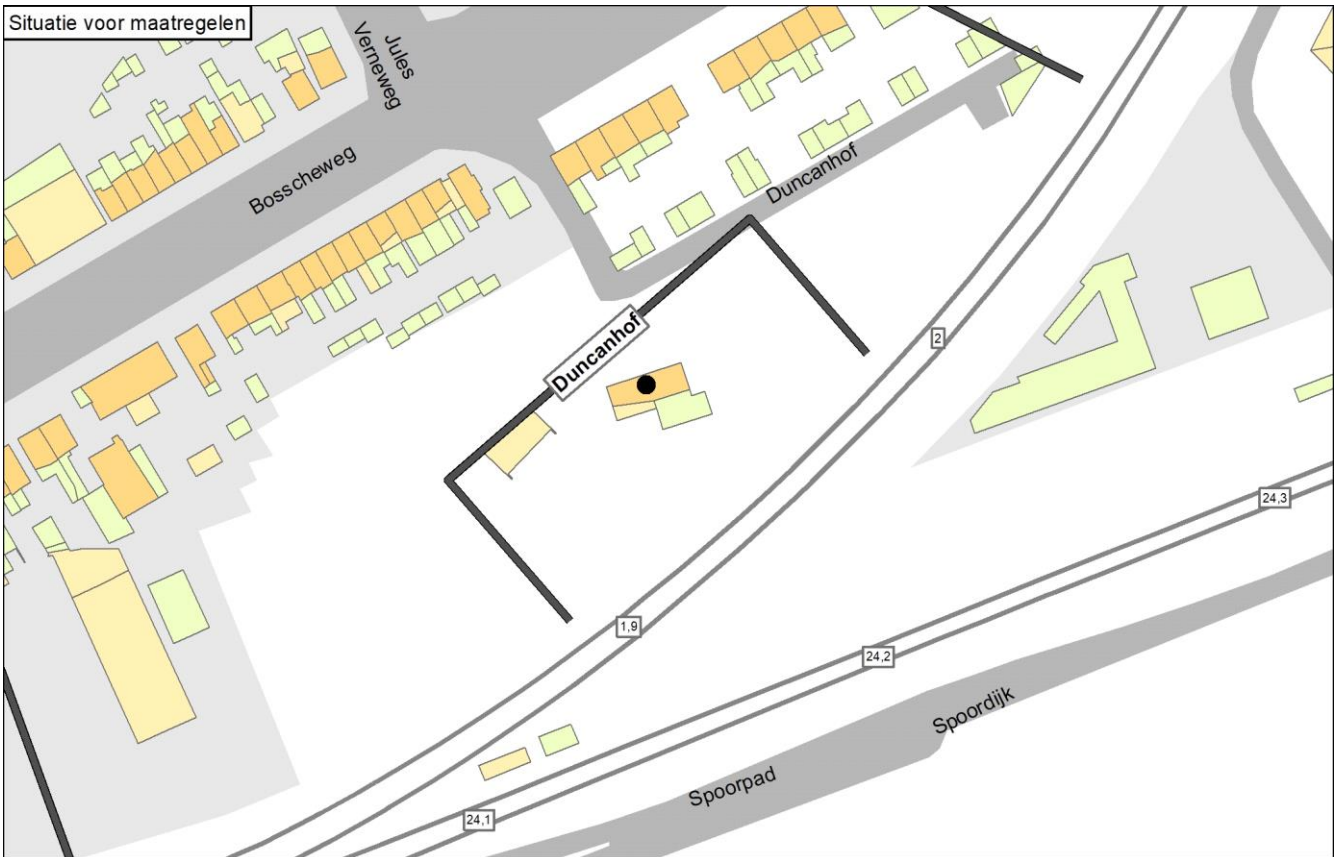 Situatie voor maatregelen
Jules
Verneweg
Bosscheweg
Duncanhof
2
Duncanhof
24,3
1,9
24,2
Spoordijk
Spoorpad
24,1